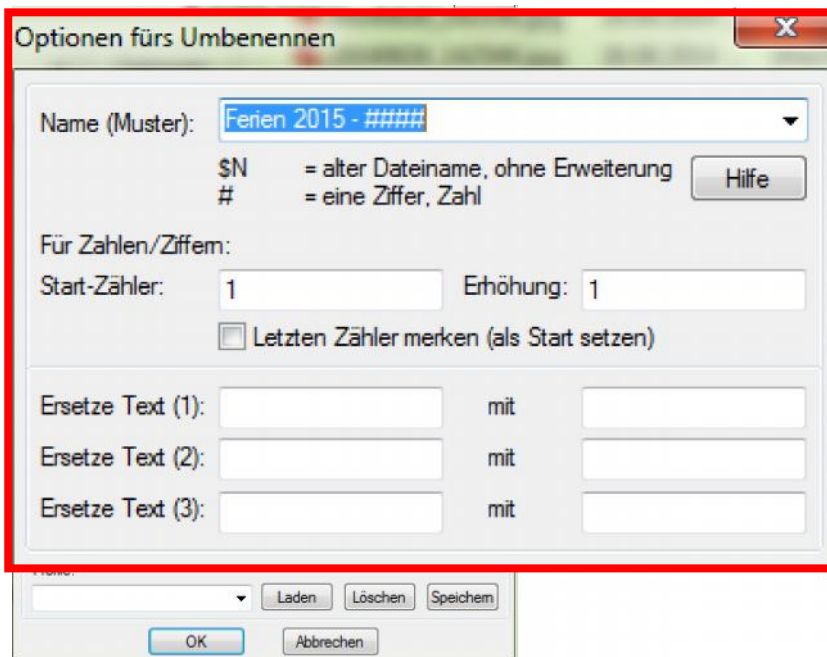 Optionen fürs Umbenennen
Name (Muster): Ferien 2015 - ####
$N = alter Dateiname, ohne Erweiterung
Hilfe
# = eine Ziffer, Zahl
Für Zahlen/Ziffern:
Start-Zähler: 1 Erhöhung: 1
Letzten Zähler merken (als Start setzen)
Ersetze Text (1): mit
Ersetze Text (2): mit
Ersetze Text (3): mit
Laden Löschen Speichern
OK Abbrechen